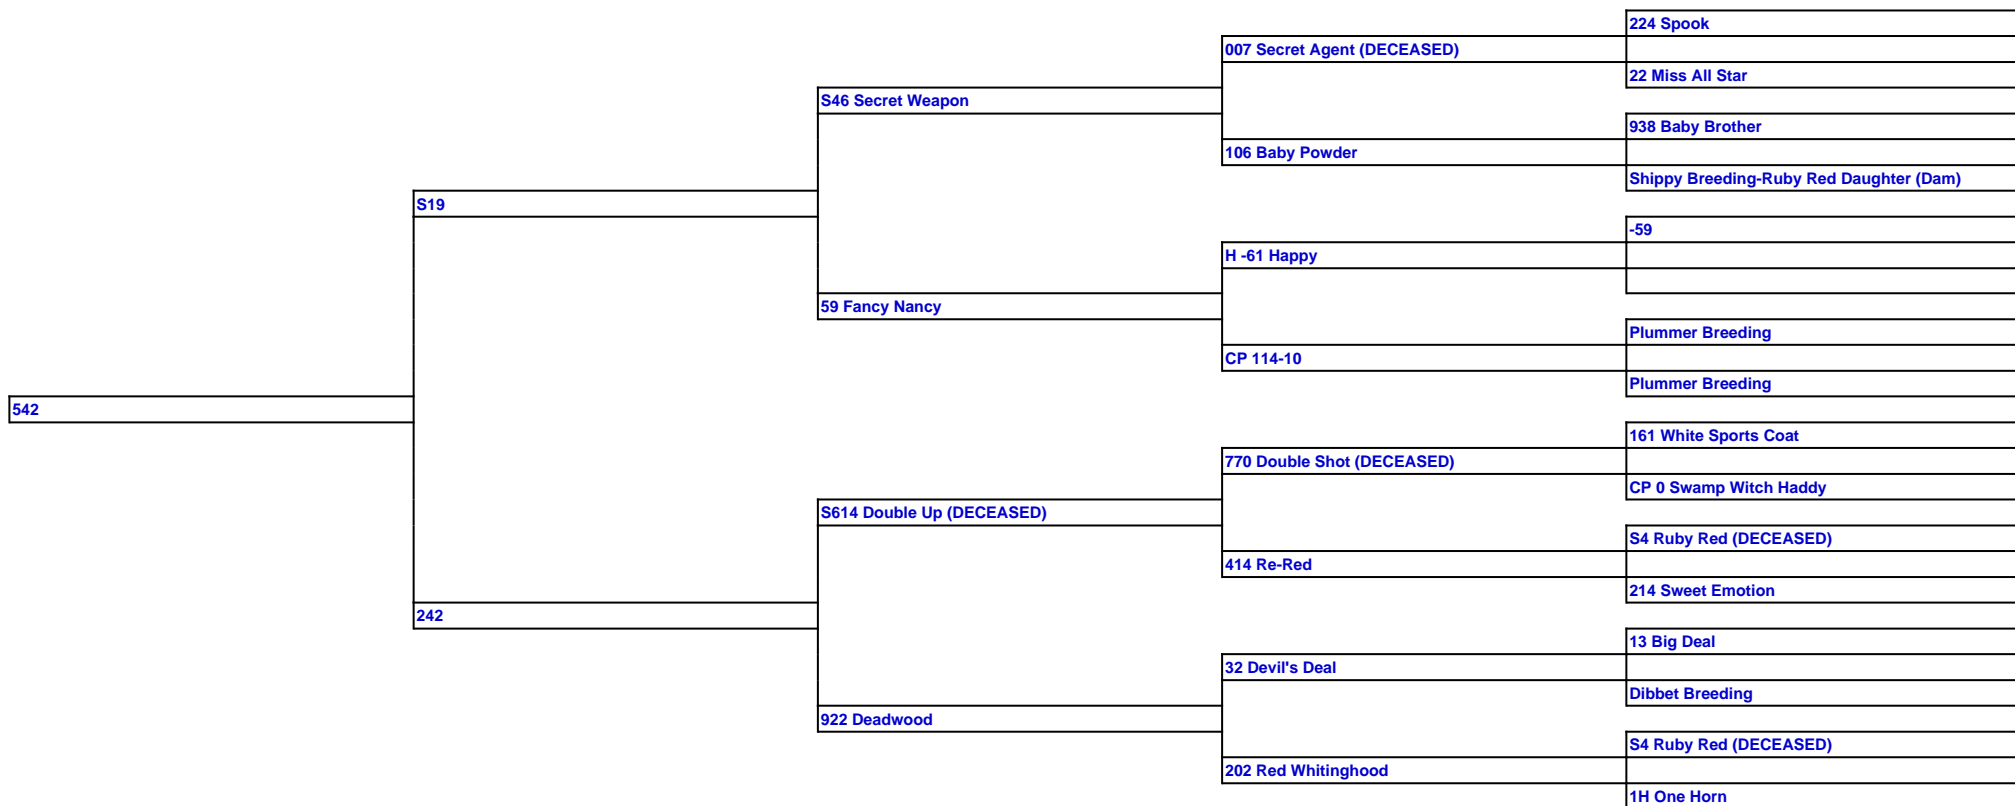 224 Spook
007 Secret Agent (DECEASED)
22 Miss All Star
S46 Secret Weapon
938 Baby Brother
106 Baby Powder
Shippy Breeding-Ruby Red Daughter (Dam)
S19
-59
H -61 Happy
59 Fancy Nancy
Plummer Breeding
CP 114-10
Plummer Breeding
542
161 White Sports Coat
770 Double Shot (DECEASED)
CP 0 Swamp Witch Haddy
S614 Double Up (DECEASED)
S4 Ruby Red (DECEASED)
414 Re-Red
214 Sweet Emotion
242
13 Big Deal
32 Devil's Deal
Dibbet Breeding
922 Deadwood
S4 Ruby Red (DECEASED)
202 Red Whitinghood
1H One Horn